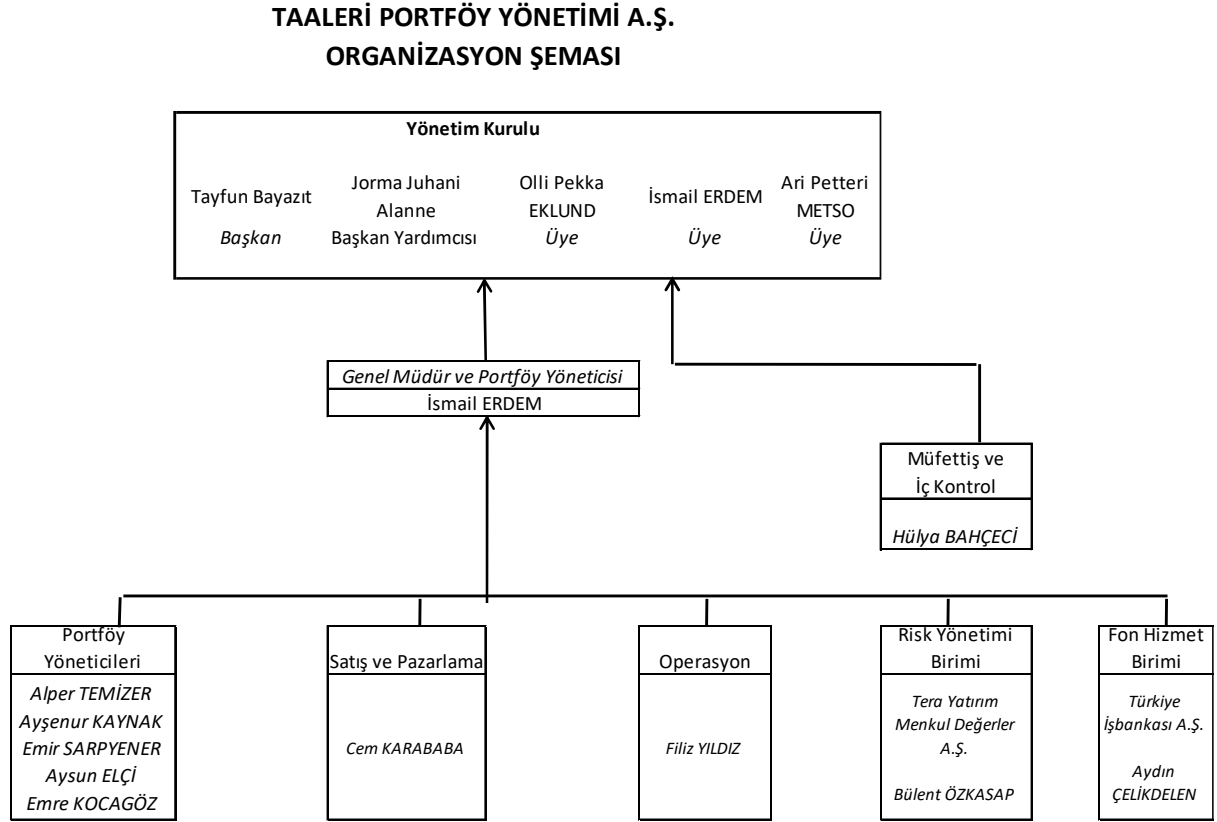 TAALERİ PORTFÖY YÖNETİMİ A.Ş.
ORGANİZASYON ŞEMASI
Yönetim Kurulu
Tayfun Bayazıt
Başkan
Jorma Juhani
Alanne
Başkan Yardımcısı
Olli Pekka
EKLUND
Üye
İsmail ERDEM
Üye
Ari Petteri
METSO
Üye
Genel Müdür ve Portföy Yöneticisi
İsmail ERDEM
Müfettiş ve
İç Kontrol
Hülya BAHÇECİ
Portföy
Yöneticileri
Alper TEMİZER
Ayşenur KAYNAK
Emir SARPYENER
Aysun ELÇİ
Emre KOCAGÖZ
Satış ve Pazarlama
Cem KARABABA
Operasyon
Filiz YILDIZ
Risk Yönetimi
Birimi
Tera Yatırım
Menkul Değerler
A.Ş.
Bülent ÖZKASAP
Fon Hizmet
Birimi
Türkiye
İşbankası A.Ş.
Aydın
ÇELİKDELEN